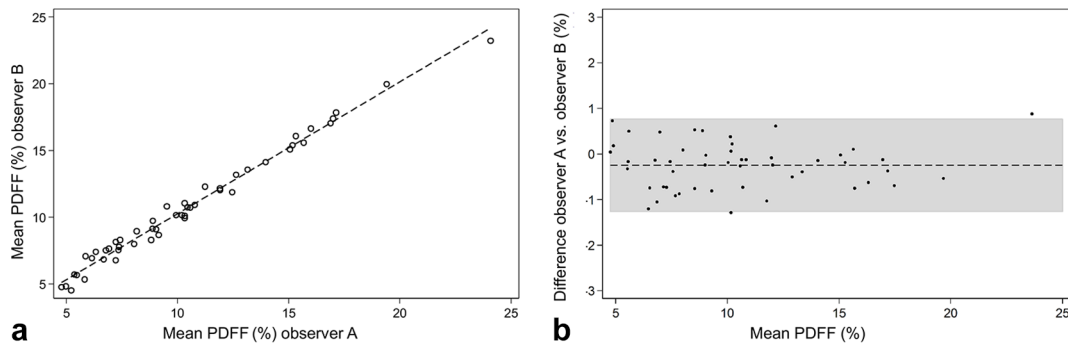 25
20
15
10
5
Mean PDFF (%) observer B
5 10 15 20 25
Mean PDFF (%) observer A
a
3
2
1
0
-1
-2
-3
Difference observer A vs. observer B (%)
5 10 15 20 25
Mean PDFF (%)
b